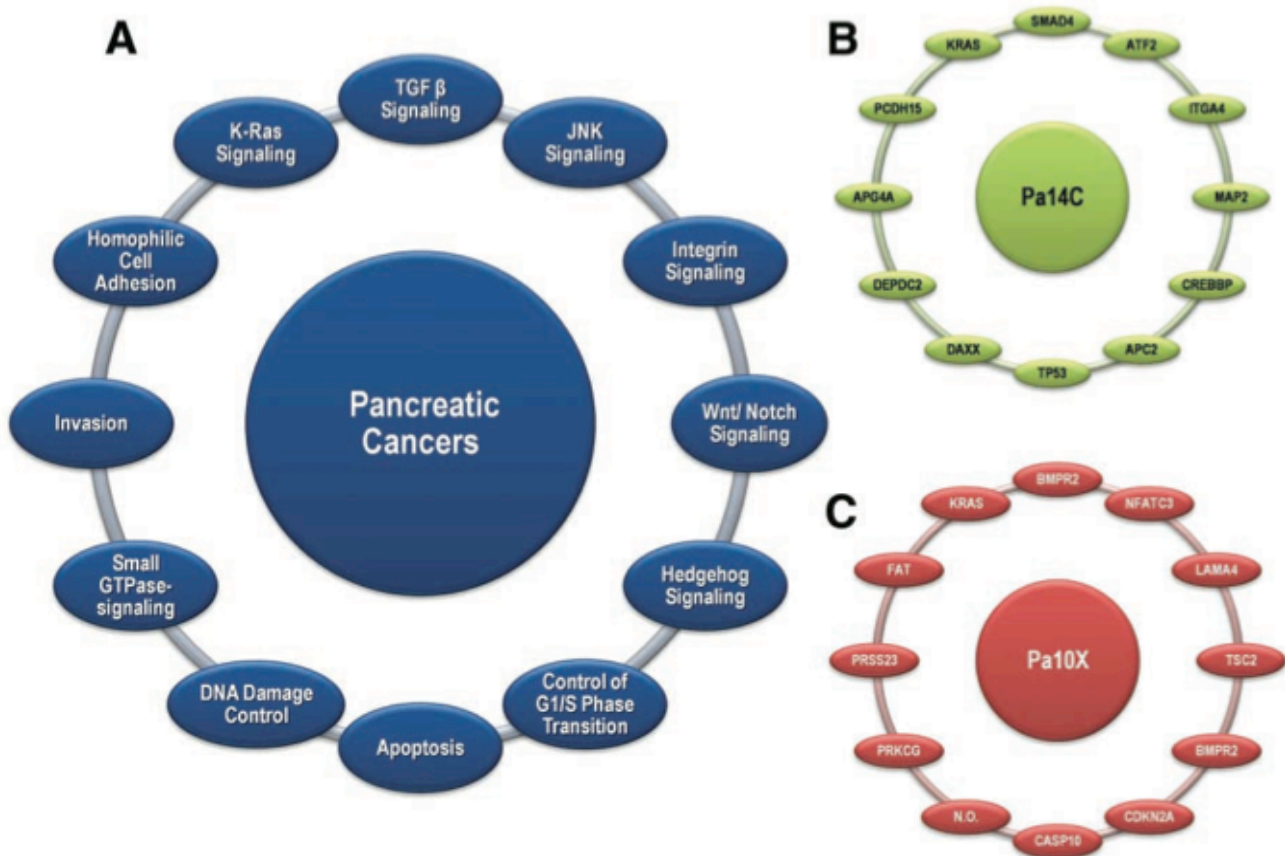 A
TGF β
Signaling
JNK
Signaling
Integrin
Signaling
Wnt/ Notch
Signaling
Hedgehog
Signaling
Control of
G1/S Phase
Transition
Apoptosis
DNA Damage
Control
Small
GTPase-
signaling
Invasion
Homophilic
Cell
Adhesion
K-Ras
Signaling
Pancreatic
Cancers
B
SMAD4
ATF2
ITGA4
MAP2
CREBBP
APC2
TP53
DAXX
DEPDC2
APG4A
PCDH15
KRAS
Pa14C
C
BMPR2
NFATC3
LAMA4
TSC2
BMPR2
CDKN2A
CASP10
N.O.
PRKCG
PRSS23
FAT
KRAS
Pa10X